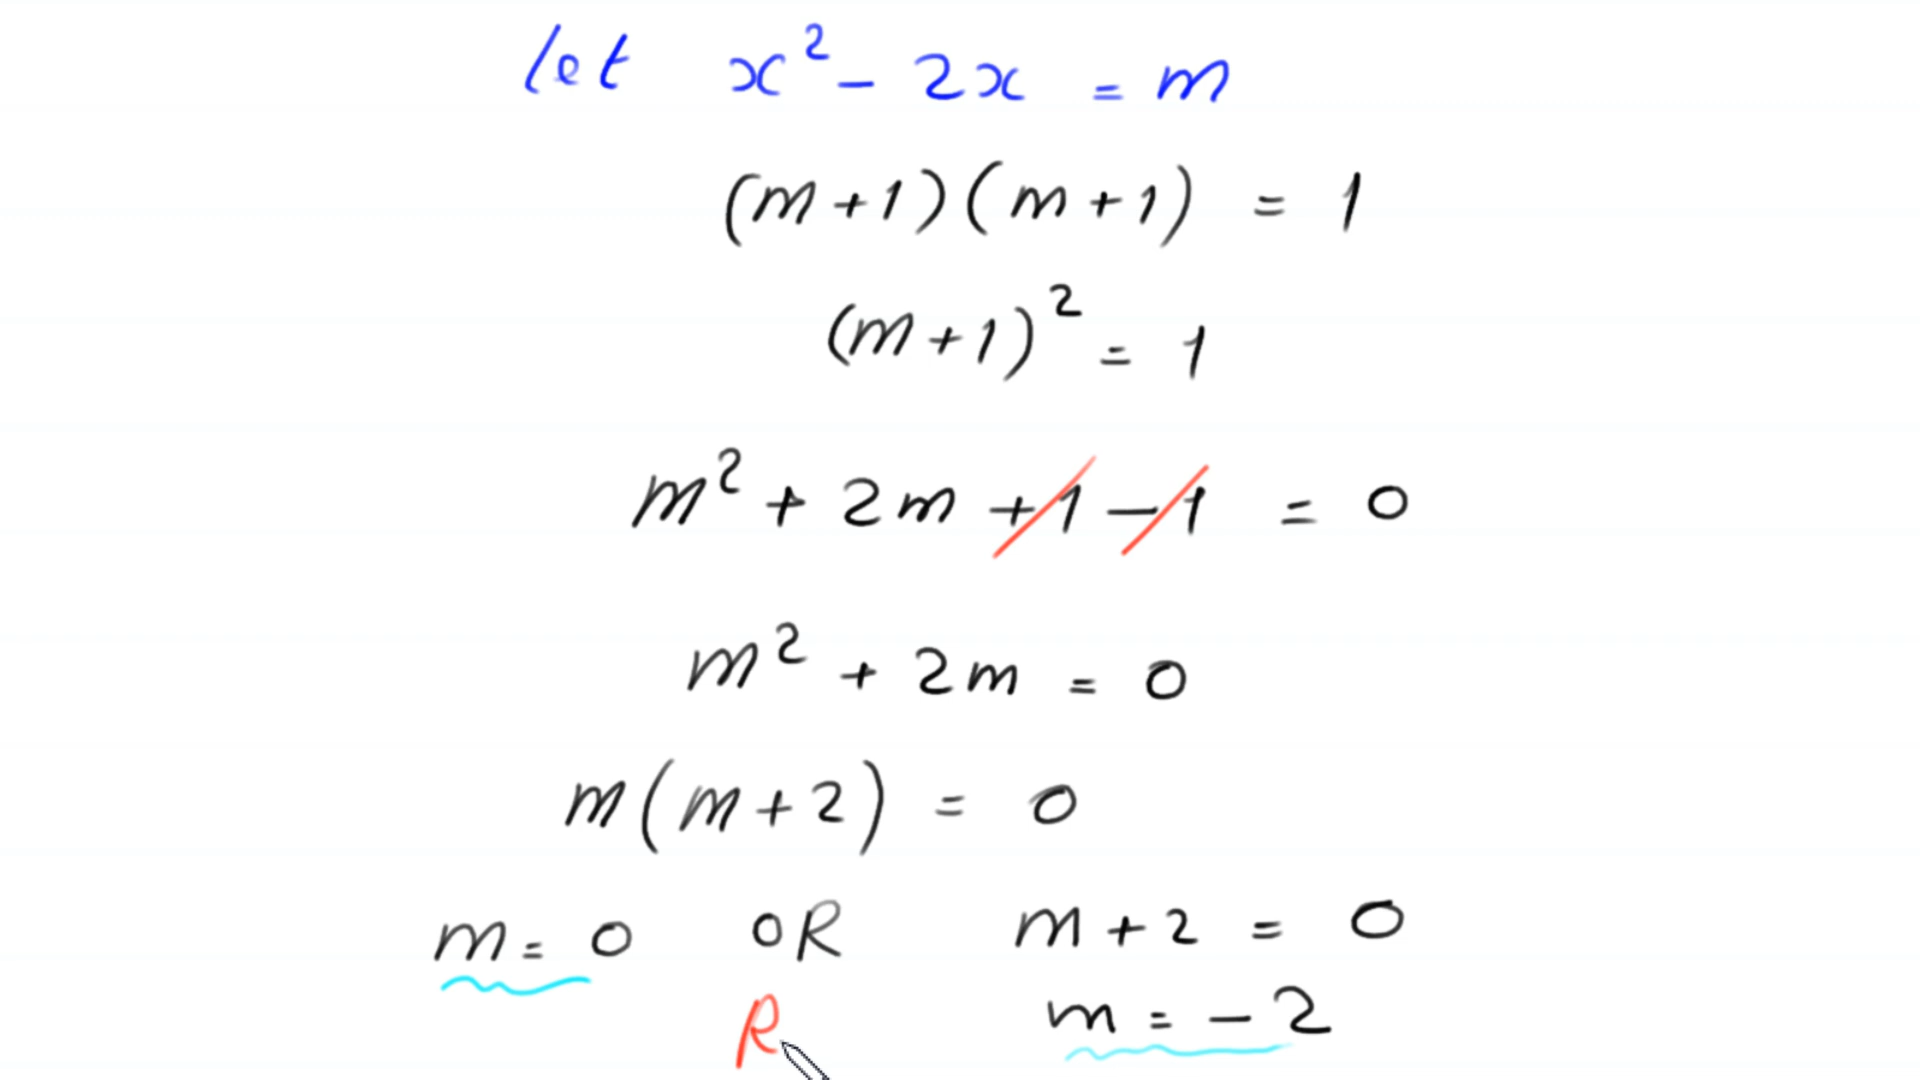 let x² - 2x = m
(m+1)(m+1) = 1
(m+1)² = 1
m² + 2m + 1 - 1 = 0
m² + 2m = 0
m(m+2) = 0
m = 0 OR m + 2 = 0
R m = -2